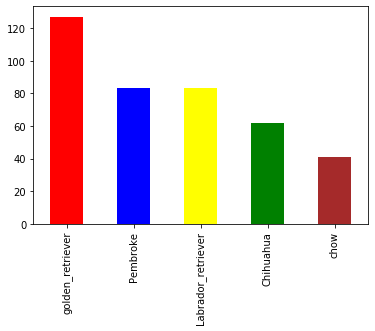 120
100
80
60
40
20
0
golden_retriever
Pembroke
Labrador_retriever
Chihuahua
chow